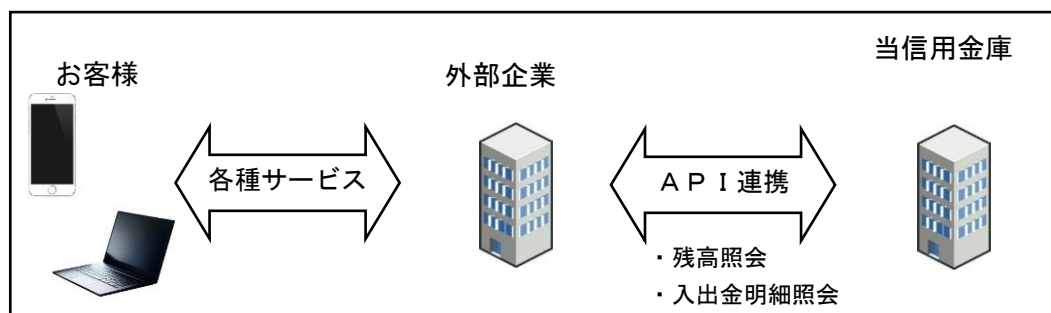 当信用金庫
お客様
外部企業
各種サービス
ＡＰＩ連携
・残高照会
・入出金明細照会